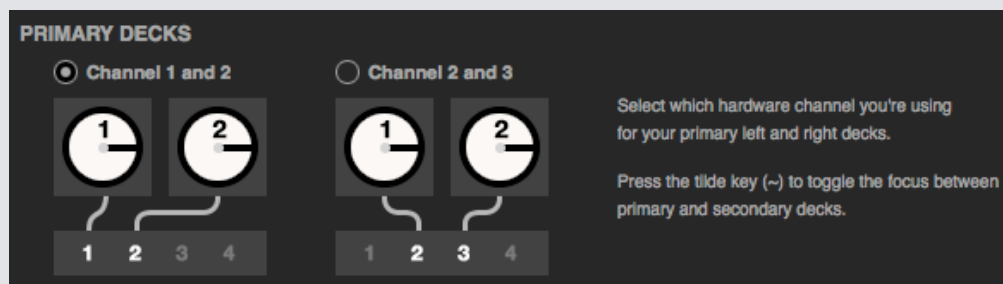 PRIMARY DECKS
Channel 1 and 2
Channel 2 and 3
1 2
1 2
1 2 3 4
1 2 3 4
Select which hardware channel you're using
for your primary left and right decks.
Press the tilde key (~) to toggle the focus between
primary and secondary decks.